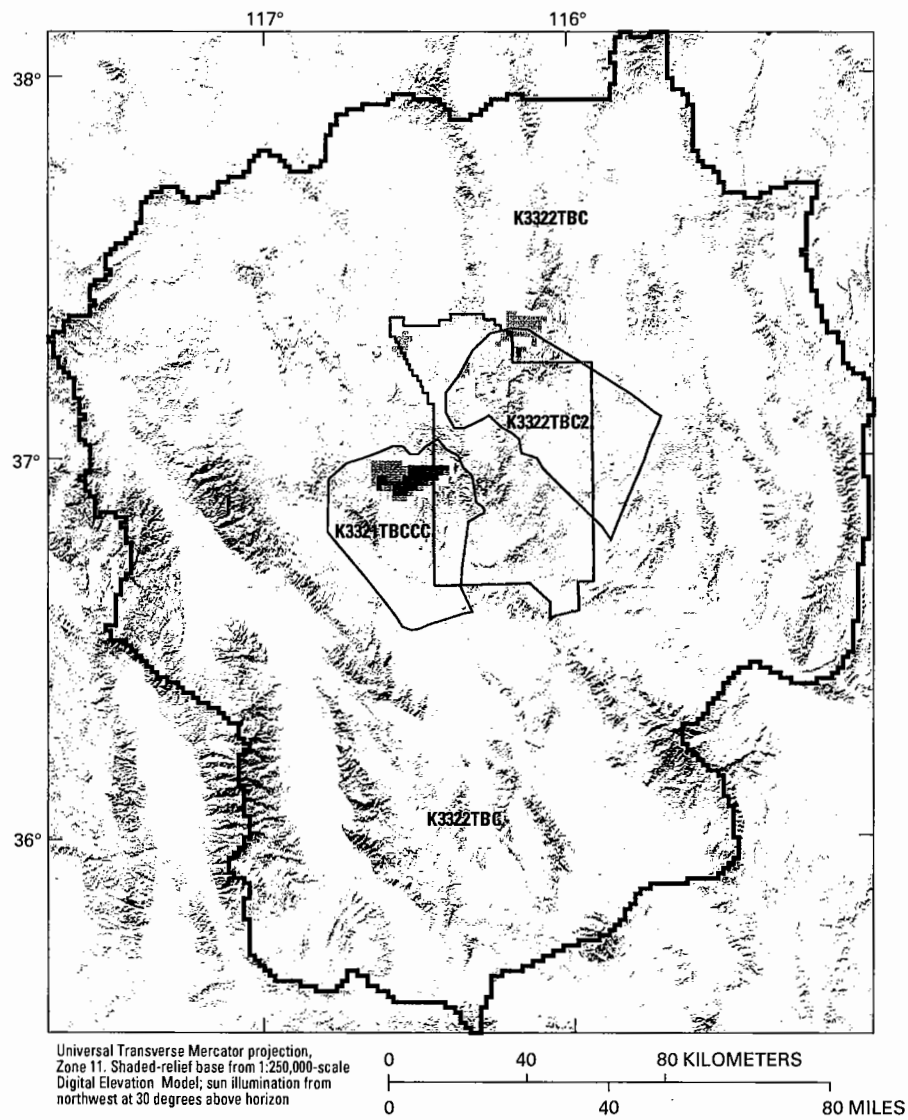 117° 116°
38°
K3322TBC
K3322TBC2
37°
K3321TBCCC
K3322TBC
36°
Universal Transverse Mercator projection,
Zone 11. Shaded-relief base from 1:250,000-scale
Digital Elevation Model; sun illumination from
northwest at 30 degrees above horizon
0 40 80 KILOMETERS
0 40 80 MILES